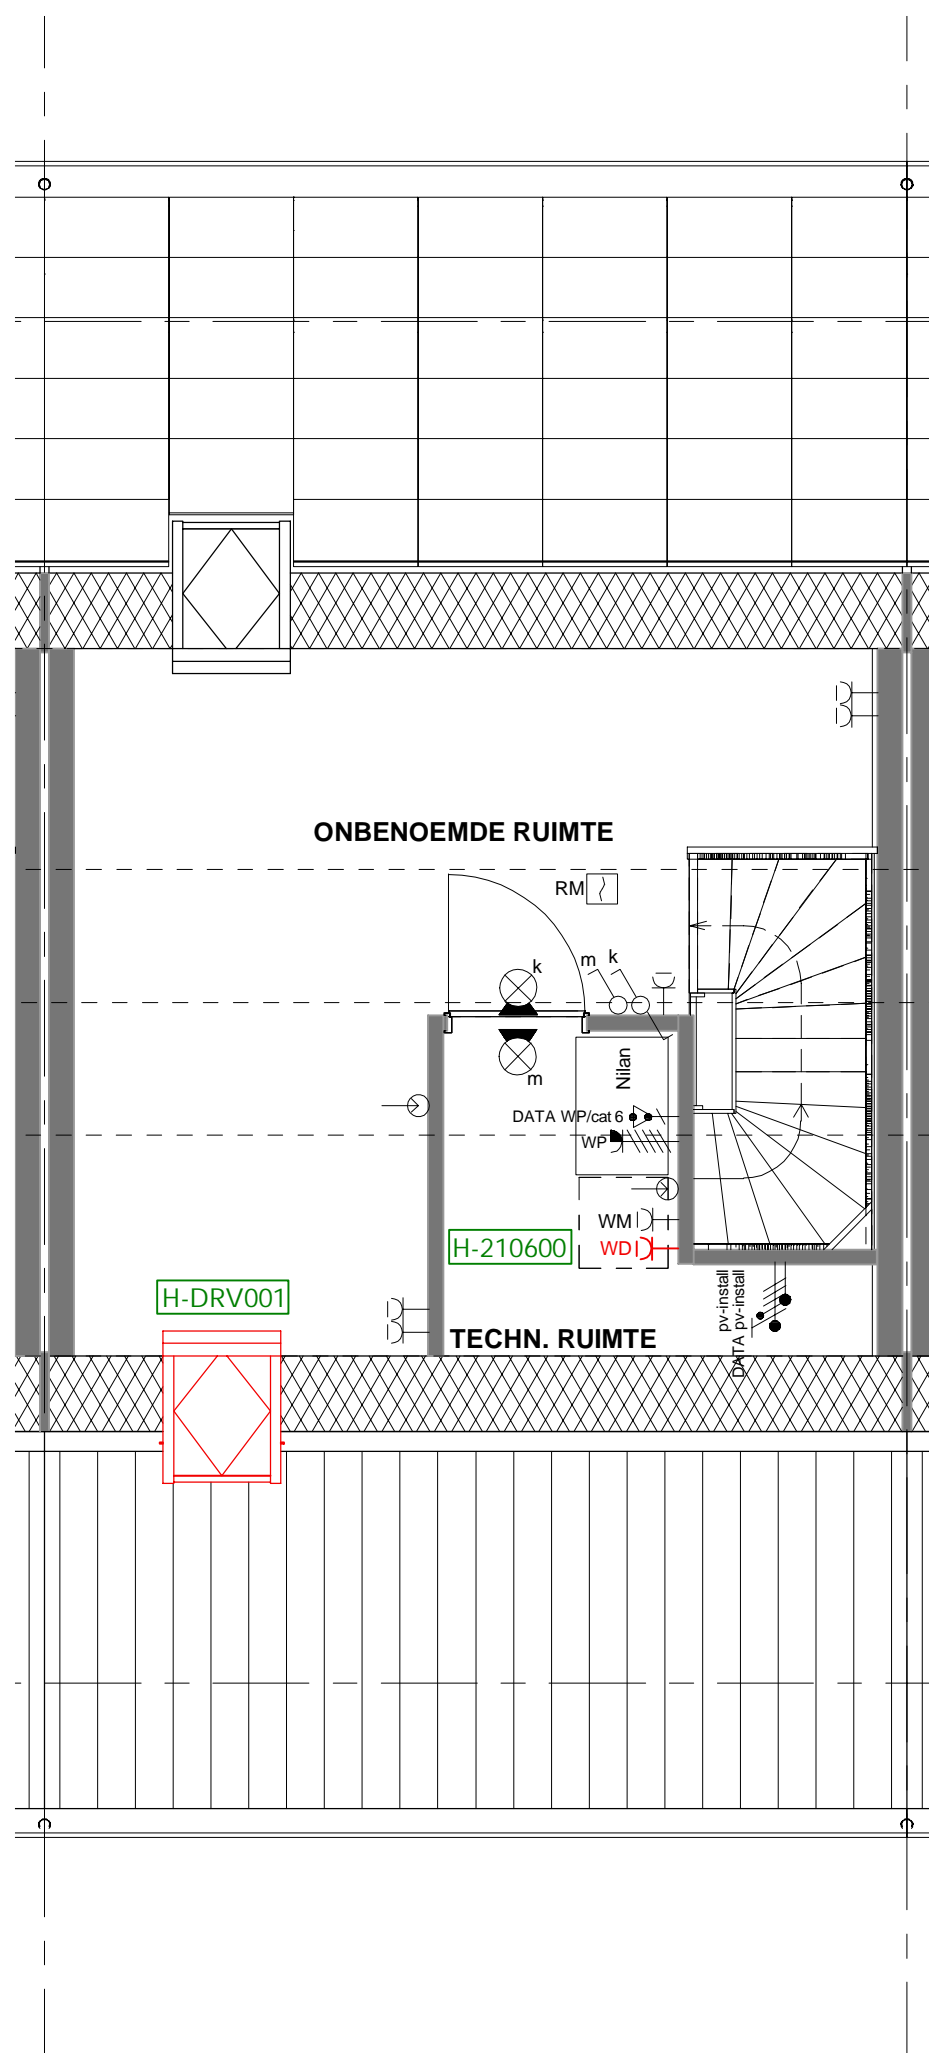 ONBENOEMDE RUIMTE
RM
k
m k
m
Nilan
DATA WP/cat 6
WP
WM
H-210600
WD
H-DRV001
pv-install
DATA pv-install
TECHN. RUIMTE